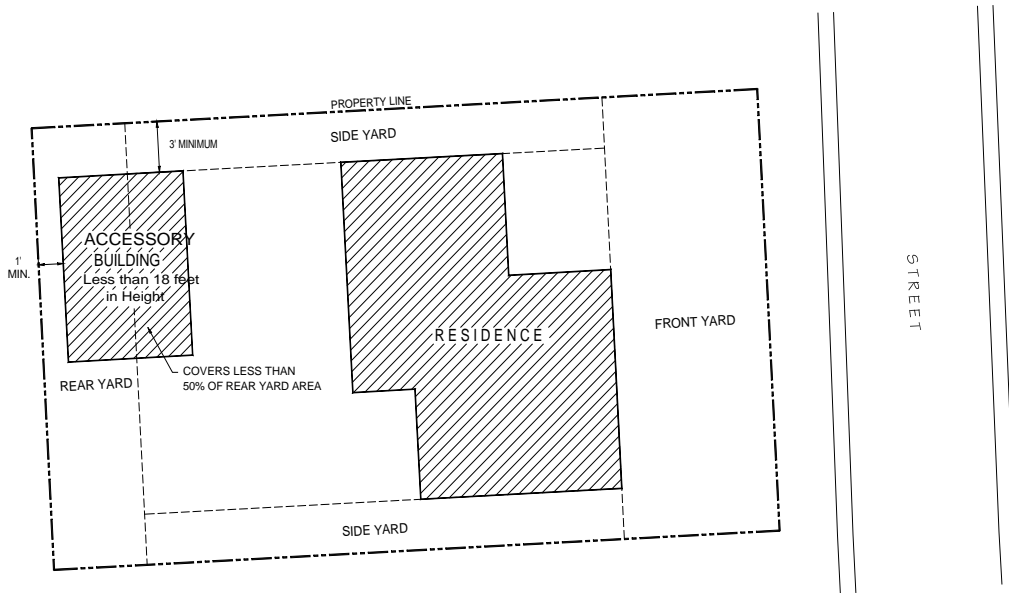 PROPERTY LINE
SIDE YARD
3' MINIMUM
ACCESSORY
BUILDING
Less than 18 feet
in Height
1'
MIN.
STREET
FRONT YARD
RESIDENCE
COVERS LESS THAN
50% OF REAR YARD AREA
REAR YARD
SIDE YARD